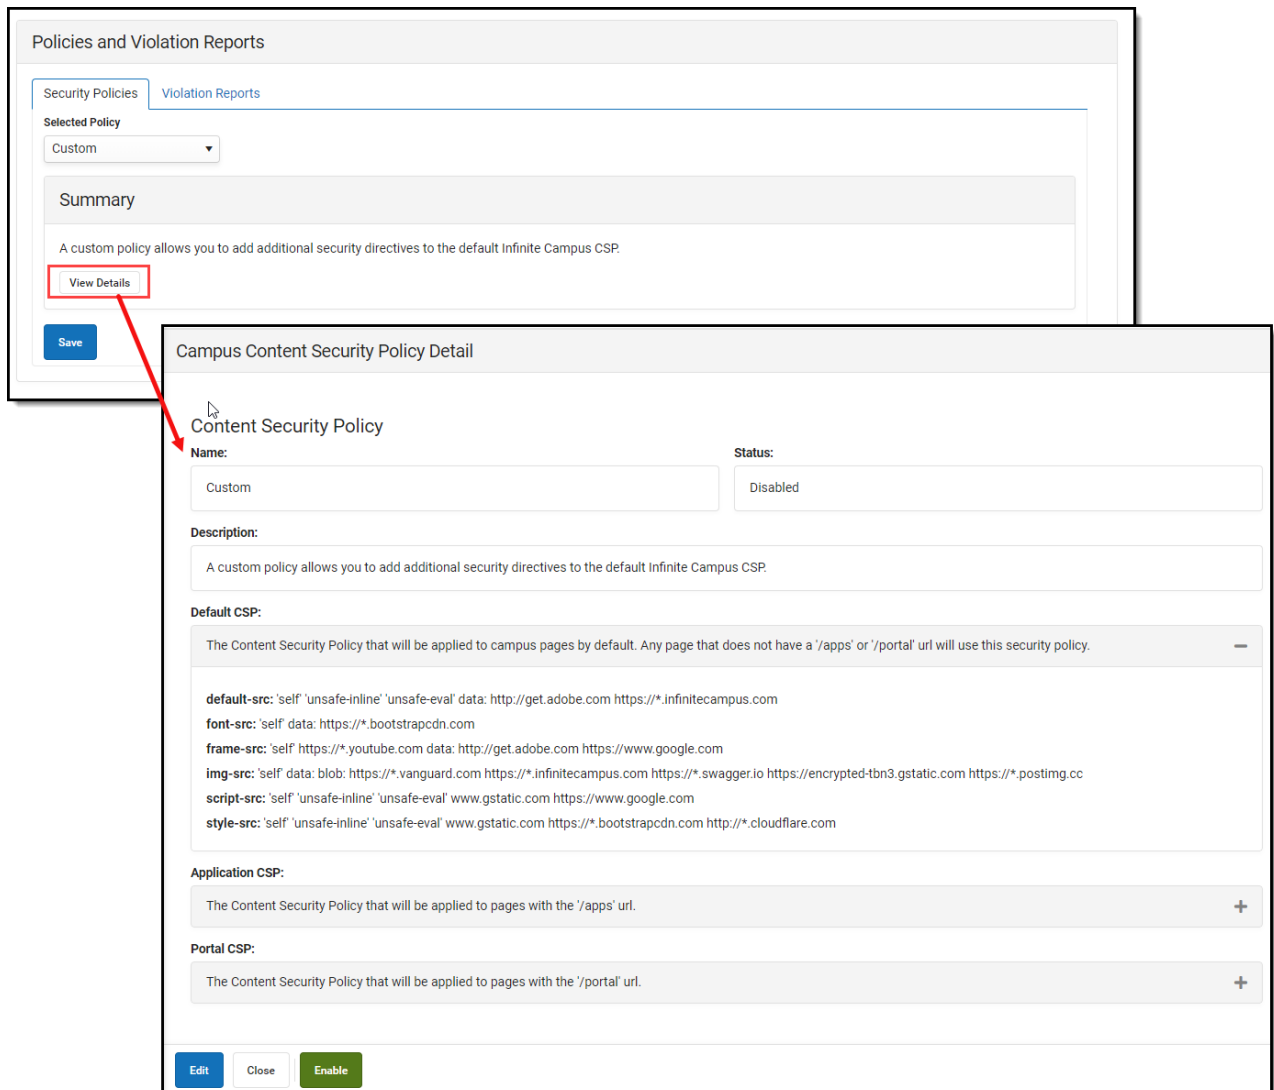 Policies and Violation Reports
Security Policies Violation Reports
Selected Policy
Custom
Summary
A custom policy allows you to add additional security directives to the default Infinite Campus CSP.
View Details
Save
Campus Content Security Policy Detail
Content Security Policy
Name: Status:
Custom Disabled
Description:
A custom policy allows you to add additional security directives to the default Infinite Campus CSP.
Default CSP:
The Content Security Policy that will be applied to campus pages by default. Any page that does not have a '/apps' or '/portal' url will use this security policy.
default-src: 'self' 'unsafe-inline' 'unsafe-eval' data: http://get.adobe.com https://*.infinitecampus.com
font-src: 'self' data: https://*.bootstrapcdn.com
frame-src: 'self' https://*.youtube.com data: http://get.adobe.com https://www.google.com
img-src: 'self' data: blob: https://*.vanguard.com https://*.infinitecampus.com https://*.swagger.io https://encrypted-tbn3.gstatic.com https://*.postimg.cc
script-src: 'self' 'unsafe-inline' 'unsafe-eval' www.gstatic.com https://www.google.com
style-src: 'self' 'unsafe-inline' 'unsafe-eval' www.gstatic.com https://*.bootstrapcdn.com http://*.cloudflare.com
Application CSP:
The Content Security Policy that will be applied to pages with the '/apps' url.
Portal CSP:
The Content Security Policy that will be applied to pages with the '/portal' url.
Edit Close Enable